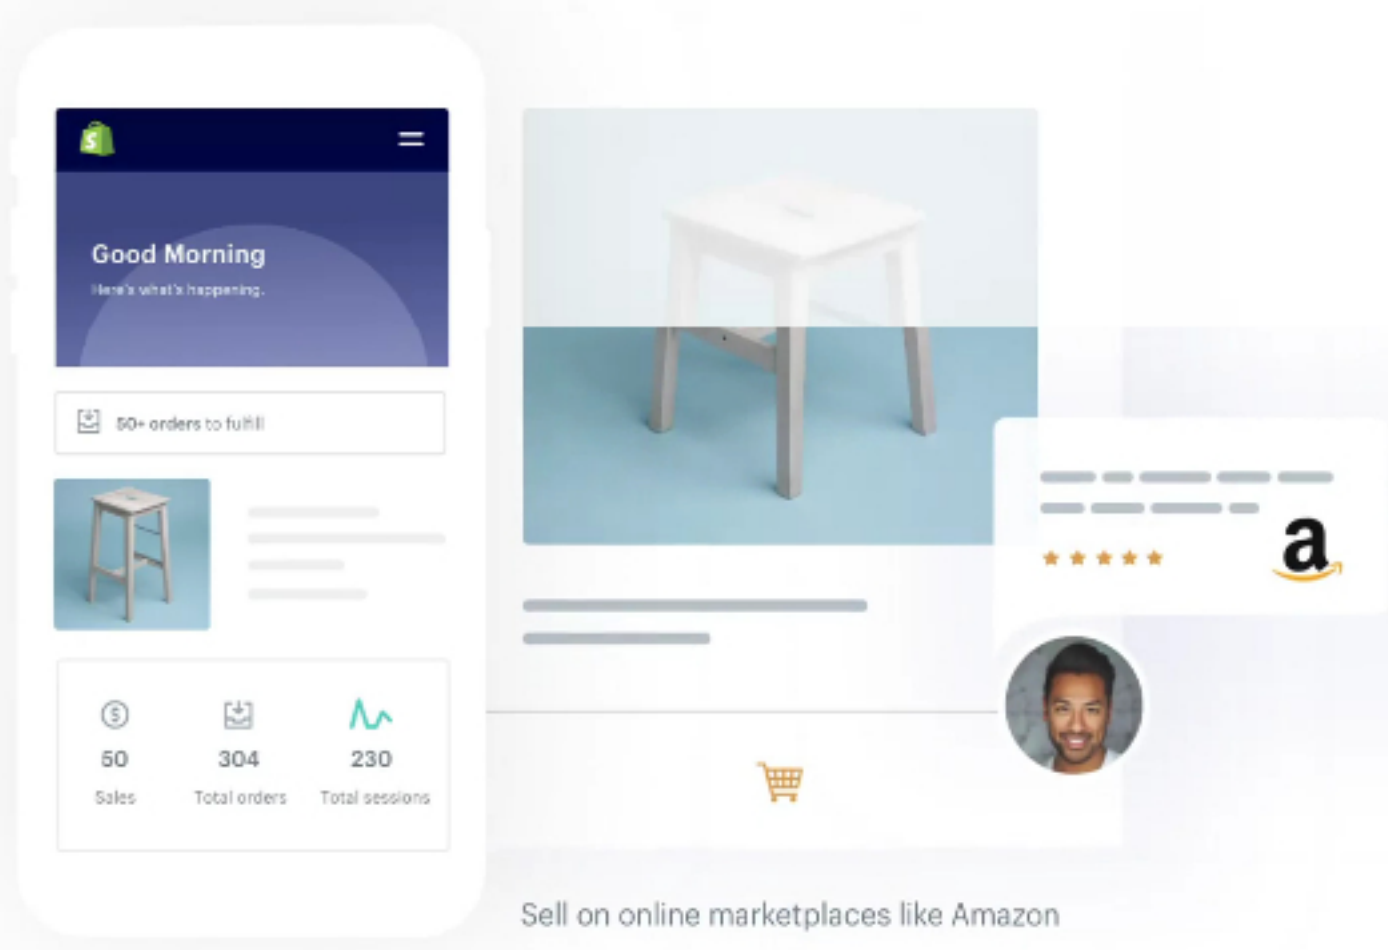 Good Morning
Here's what's happening.
50+ orders to fulfill
50
Sales
304
Total orders
230
Total sessions
a
Sell on online marketplaces like Amazon